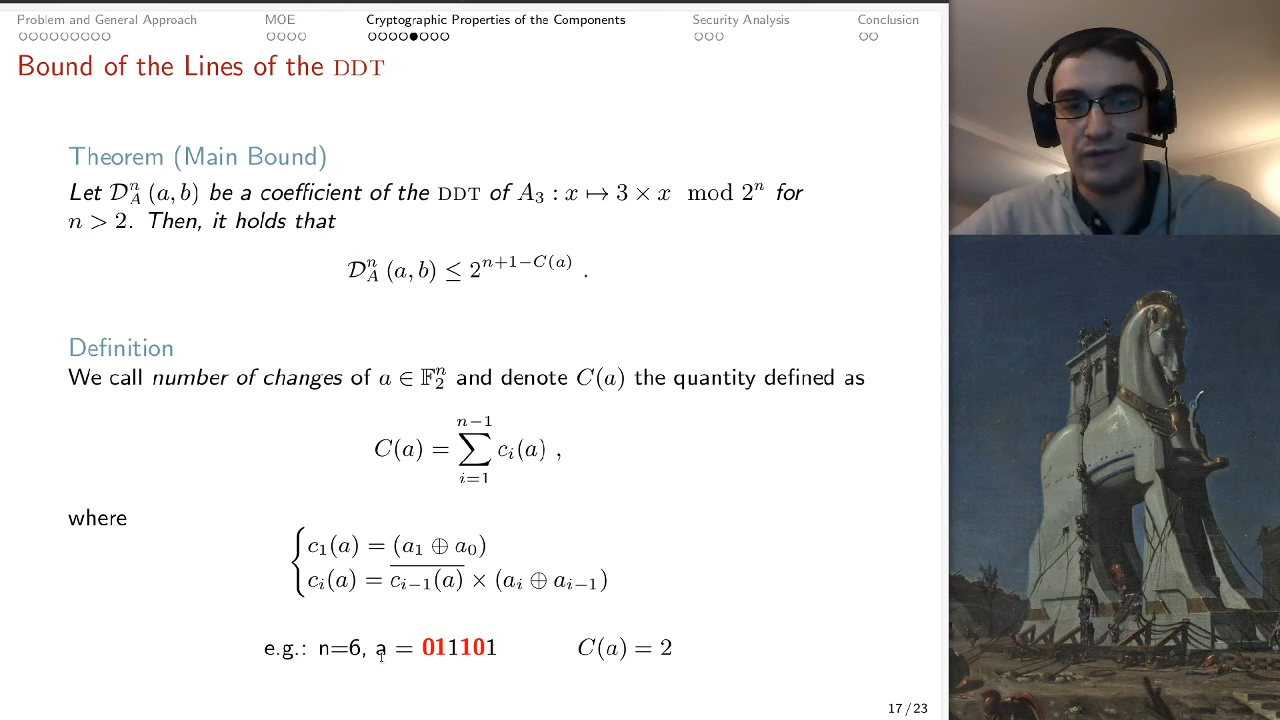 Problem and General Approach MOE Cryptographic Properties of the Components Security Analysis Conclusion
Bound of the Lines of the DDT
Theorem (Main Bound)
Let 𝒟ₐⁿ (a, b) be a coefficient of the DDT of A₃ : x ↦ 3 × x mod 2ⁿ for
n > 2. Then, it holds that
𝒟_Aⁿ (a, b) ≤ 2^{n+1−C(a)} .
Definition
We call number of changes of a ∈ 𝔽₂ⁿ and denote C(a) the quantity defined as
C(a) = ∑_{i=1}^{n−1} c_i(a) ,
where
c₁(a) = (a₁ ⊕ a₀)
c_i(a) = \overline{c_{i−1}(a)} × (a_i ⊕ a_{i−1})
e.g.: n=6, a = 011101 C(a) = 2
17 / 23